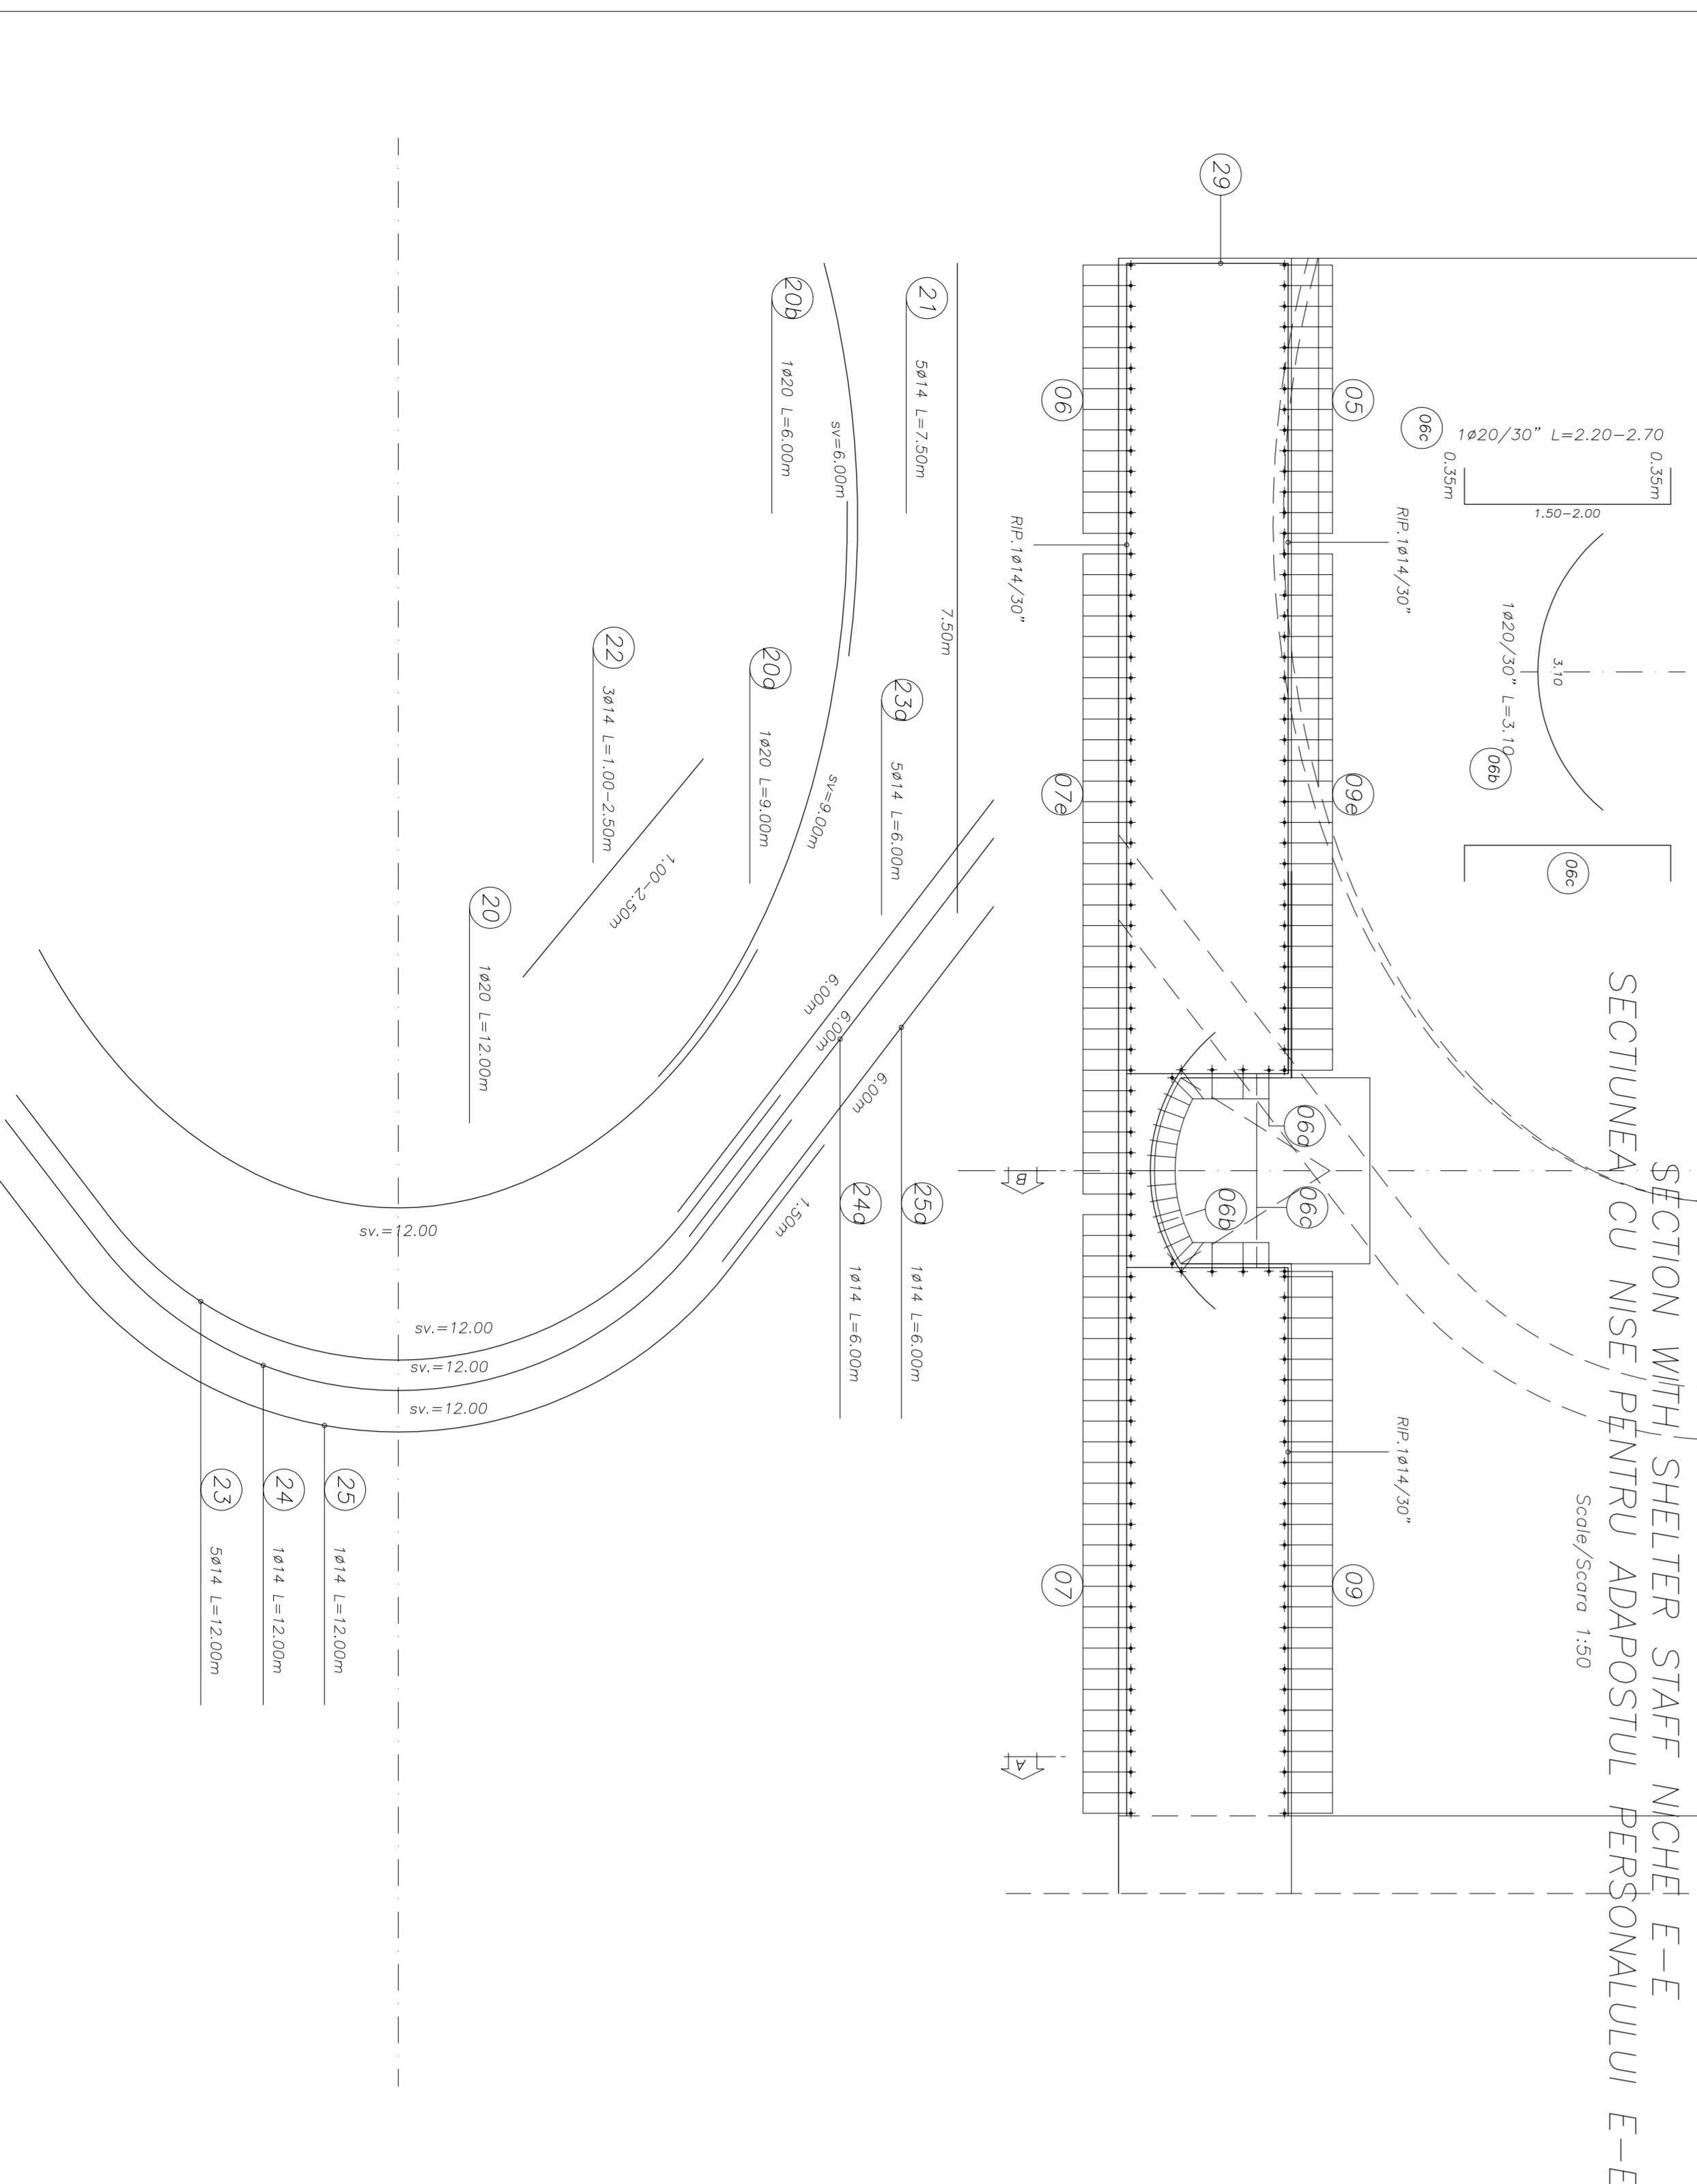 SECTION WITH SHELTER STAFF NICHE E-E
SECTIUNEA CU NISE PENTRU ADAPOSTUL PERSONALULUI E-E
Scale/Scara 1:50
06c
1ø20/30" L=2.20-2.70
0.35m
0.35m
1.50-2.00
3.10
1ø20/30" L=3.10
06b
06c
29
05
09e
09
RIP.1ø14/30"
RIP.1ø14/30"
06a
06c
06b
06
07e
07
RIP.1ø14/30"
B
A
21
5ø14 L=7.50m
7.50m
23a
5ø14 L=6.00m
25a
1ø14 L=6.00m
24a
1ø14 L=6.00m
20b
1ø20 L=6.00m
sv=6.00m
20a
1ø20 L=9.00m
sv=9.00m
22
3ø14 L=1.00-2.50m
1.00-2.50m
20
1ø20 L=12.00m
6.00m
6.00m
6.00m
1.50m
sv.=12.00
sv.=12.00
sv.=12.00
sv.=12.00
25
1ø14 L=12.00m
24
1ø14 L=12.00m
23
5ø14 L=12.00m